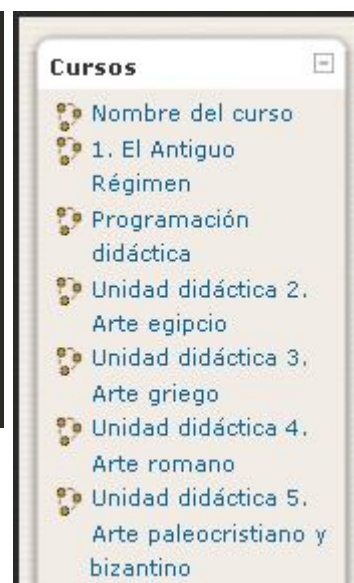 Cursos
Nombre del curso
1. El Antiguo
Régimen
Programación
didáctica
Unidad didáctica 2.
Arte egipcio
Unidad didáctica 3.
Arte griego
Unidad didáctica 4.
Arte romano
Unidad didáctica 5.
Arte paleocristiano y
bizantino